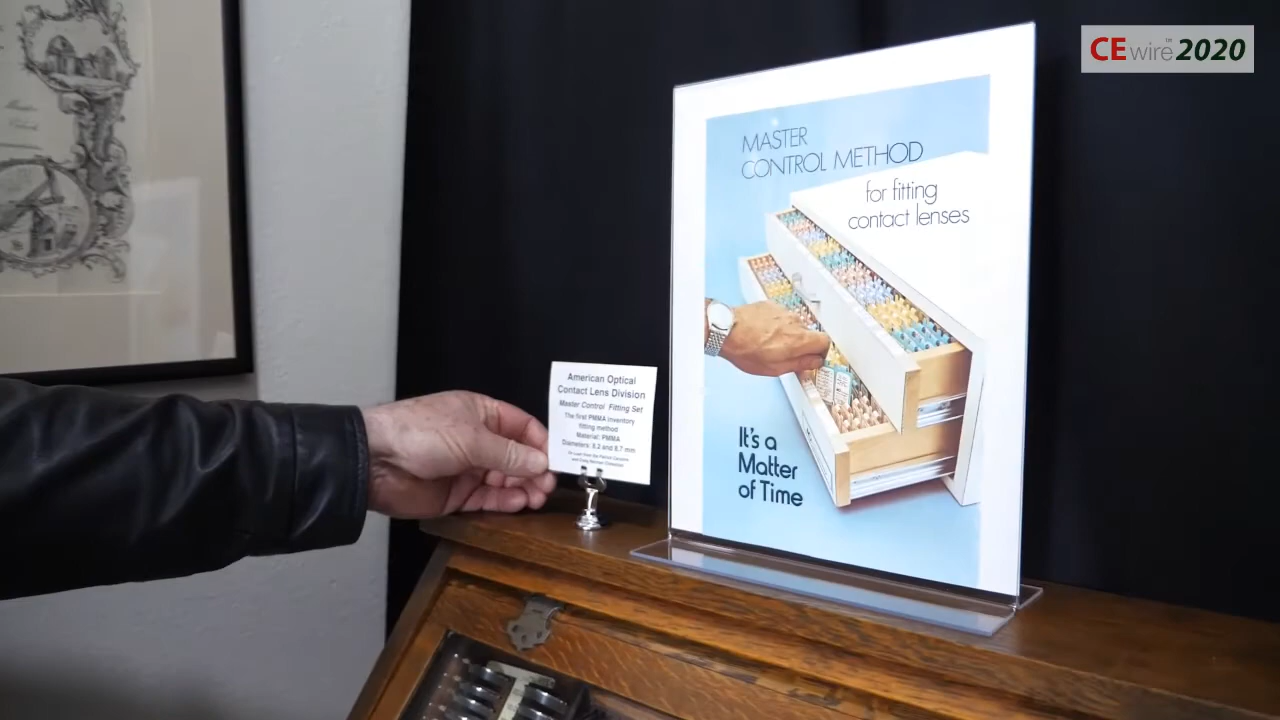 CEwire™2020
MASTER
CONTROL METHOD
for fitting
contact lenses
It's a
Matter
of Time
American Optical
Contact Lens Division
Master Control Fitting Set
The first PMMA inventory
fitting method
Material: PMMA
Diameters: 8.2 and 8.7 mm